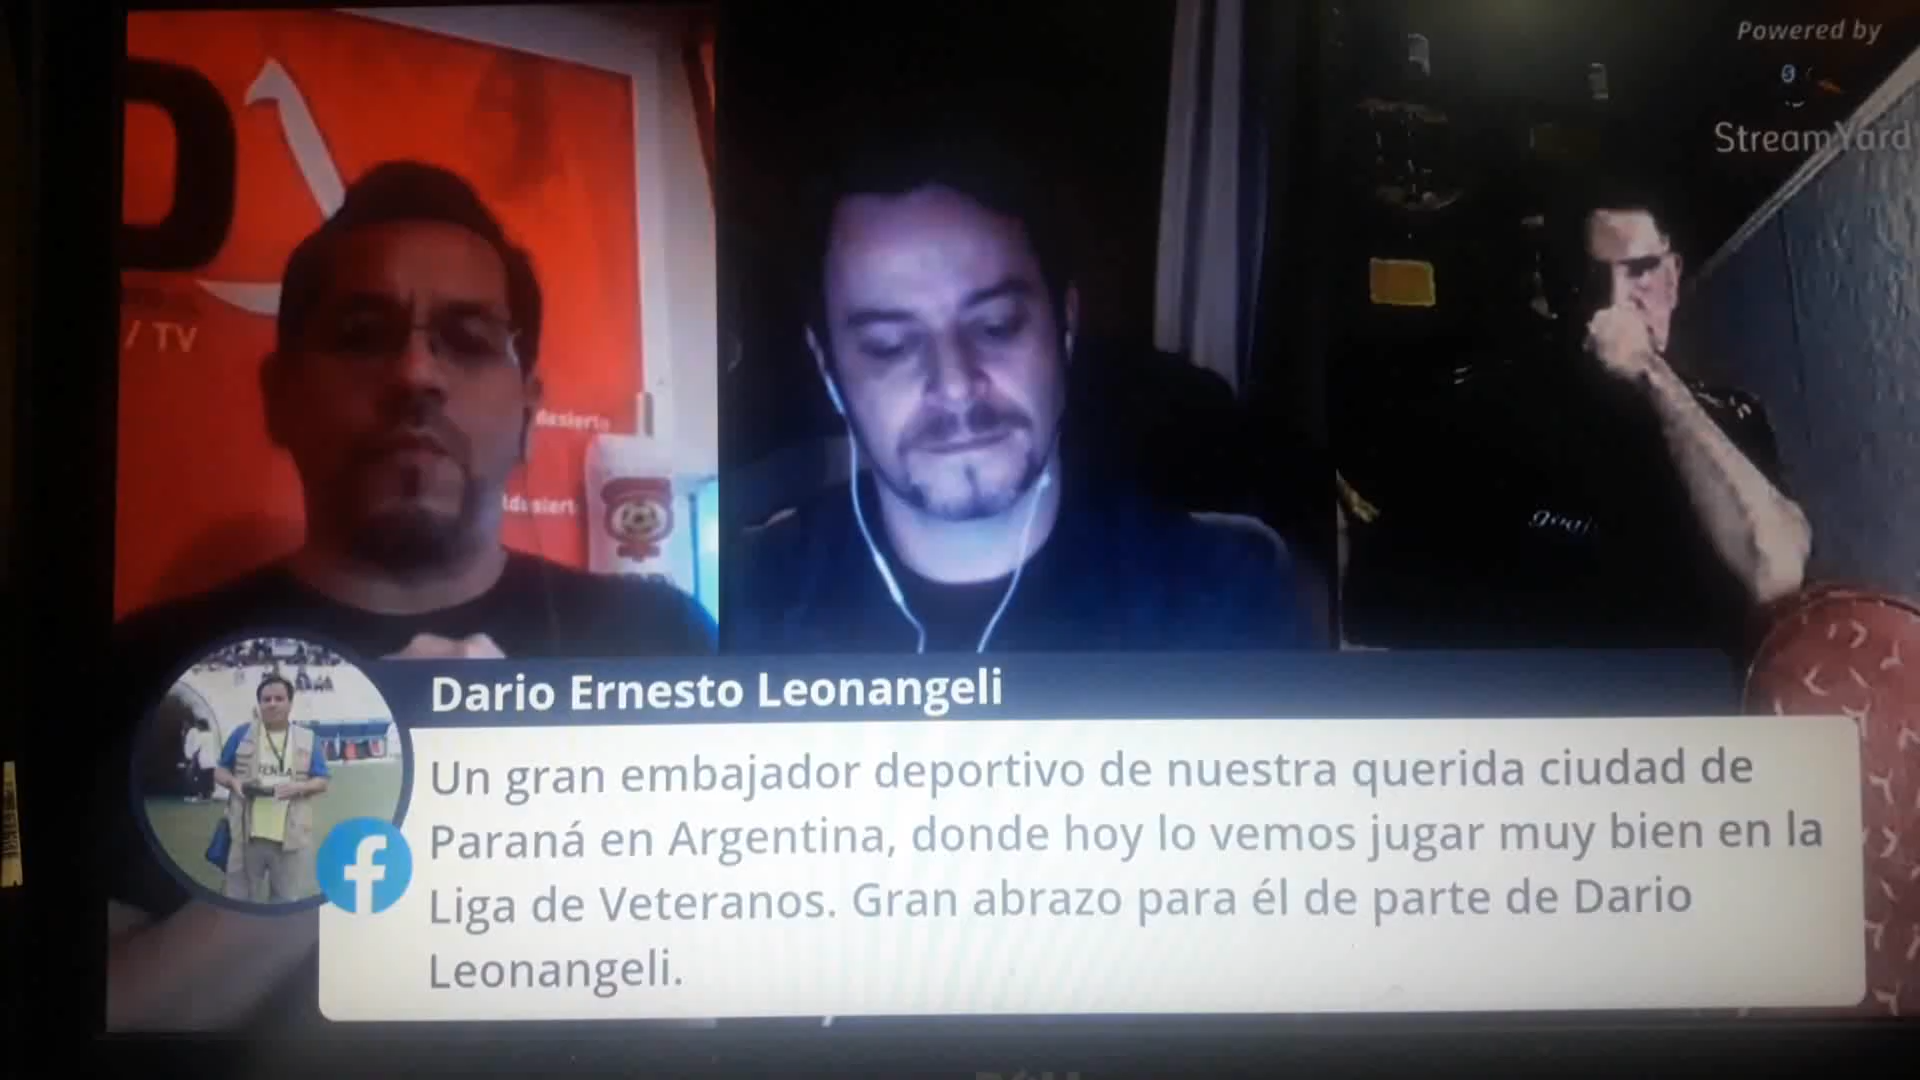 Powered by
StreamYard
D
/ TV
desierto
Dario Ernesto Leonangeli
Un gran embajador deportivo de nuestra querida ciudad de
Paraná en Argentina, donde hoy lo vemos jugar muy bien en la
Liga de Veteranos. Gran abrazo para él de parte de Dario
Leonangeli.